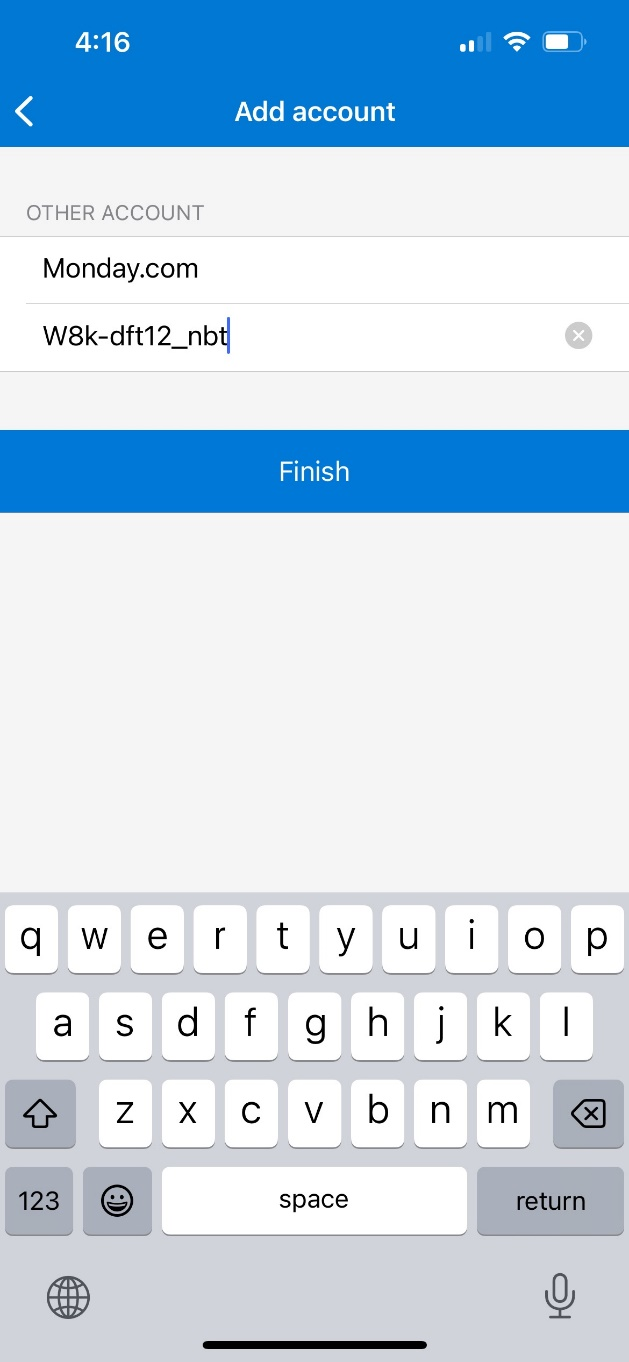 4:16
Add account
OTHER ACCOUNT
Monday.com
W8k-dft12_nbt
Finish
q w e r t y u i o p
a s d f g h j k l
z x c v b n m
123 space return